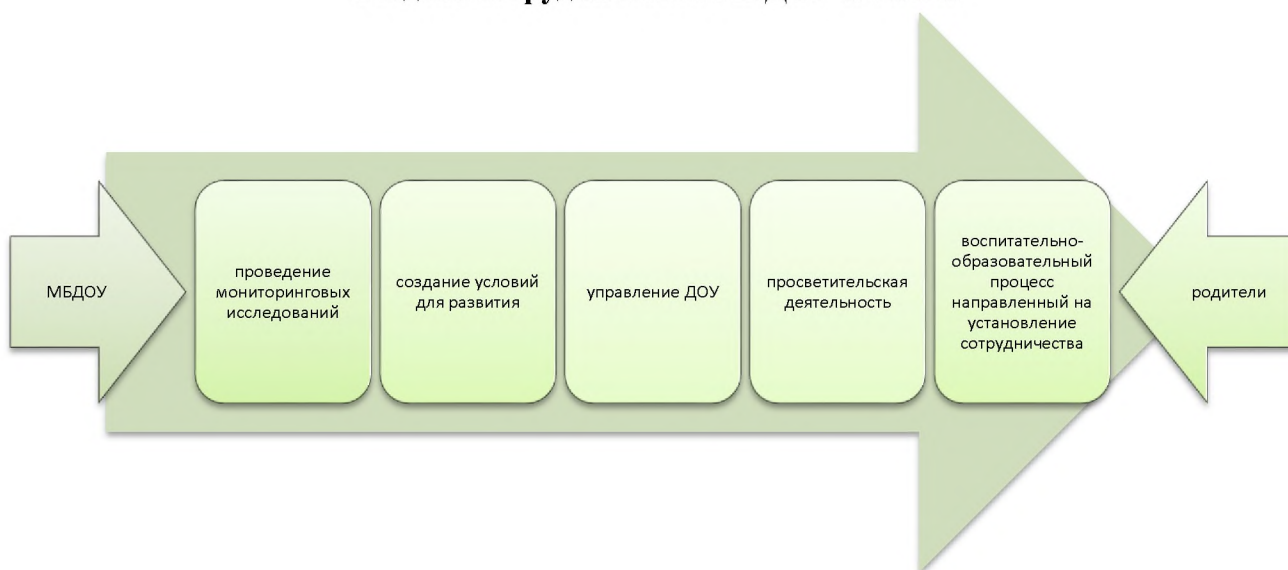 МБДОУ
проведение
мониторинговых
исследований
создание условий
для развития
управление ДОУ
просветительская
деятельность
воспитательно-
образовательный
процесс
направленный на
установление
сотрудничества
родители